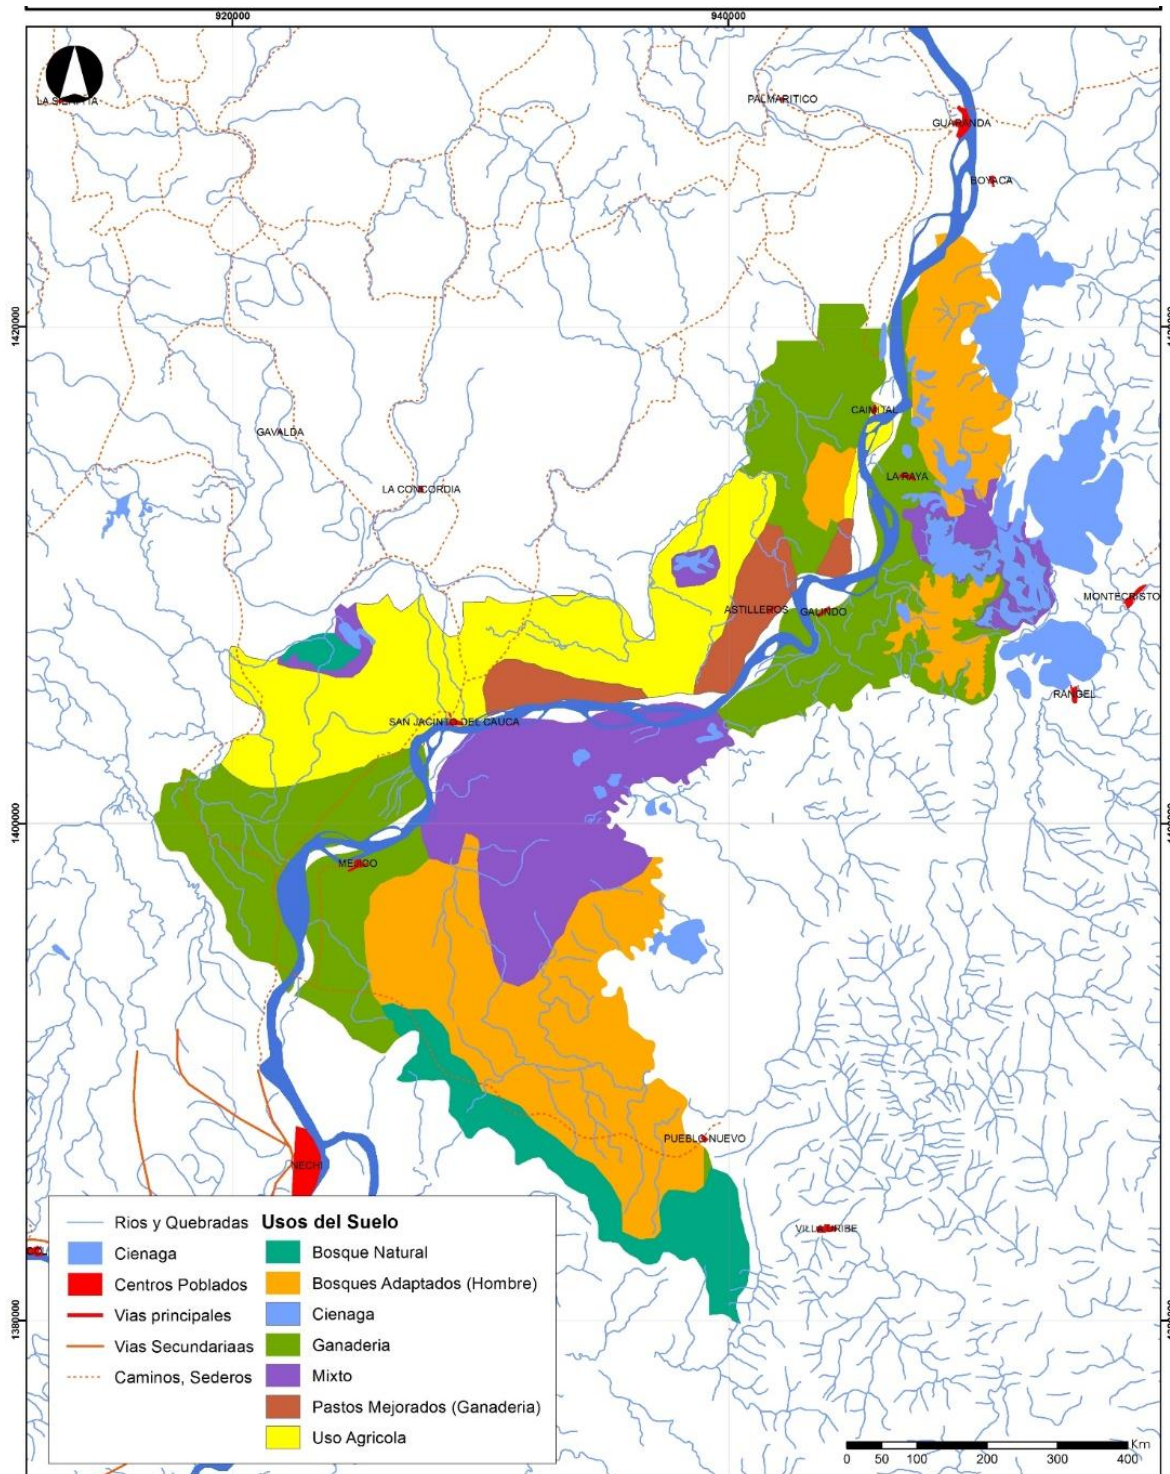 920000
940000
LA SIERPITA
PALMARITICO
GUARANDA
BOYACA
1420000
CAIMITAL
GAVALDA
LA RAYA
LA CONCORDIA
MONTECRISTO
ASTILLEROS
GALINDO
RANGEL
SAN JACINTO DEL CAUCA
1400000
MEJICO
PUEBLO NUEVO
NECHI
VILLA URIBE
1380000
Rios y Quebradas
Cienaga
Centros Poblados
Vias principales
Vias Secundariaas
Caminos, Sederos
Usos del Suelo
Bosque Natural
Bosques Adaptados (Hombre)
Cienaga
Ganaderia
Mixto
Pastos Mejorados (Ganaderia)
Uso Agricola
Km
0 50 100 200 300 400